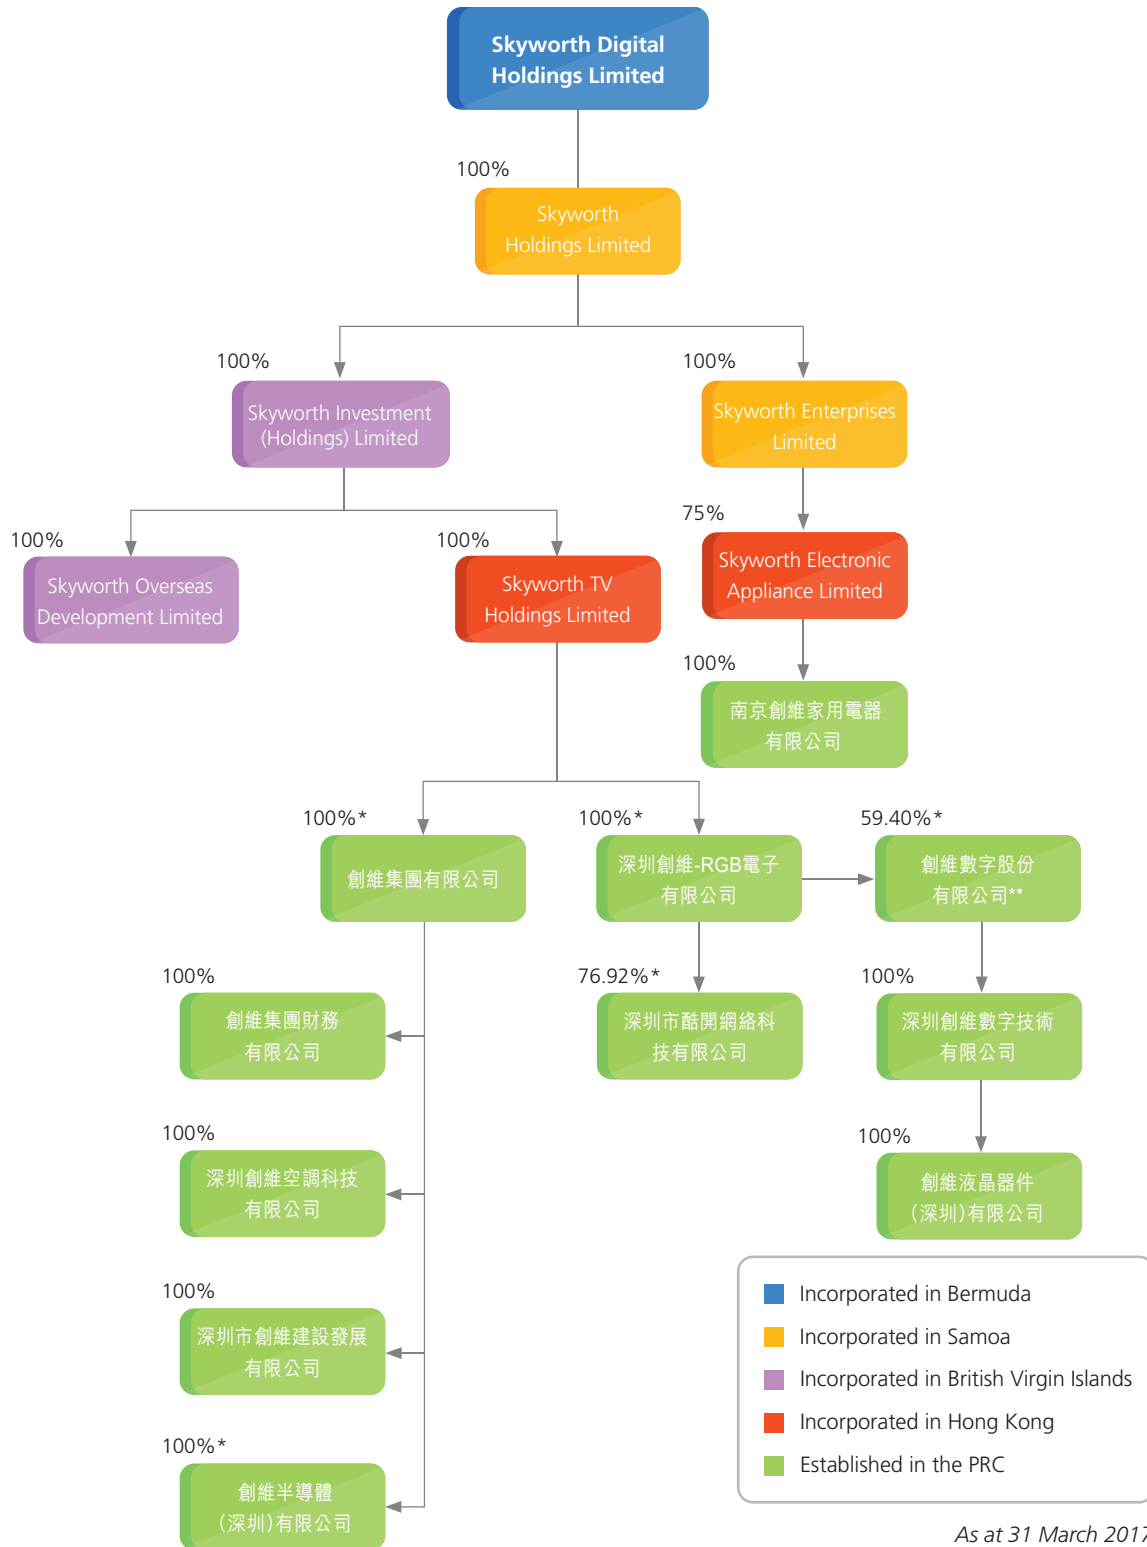 Skyworth Digital
Holdings Limited
100%
Skyworth
Holdings Limited
100%
Skyworth Investment
(Holdings) Limited
100%
Skyworth Enterprises
Limited
100%
Skyworth Overseas
Development Limited
100%
Skyworth TV
Holdings Limited
75%
Skyworth Electronic
Appliance Limited
100%
南京創維家用電器
有限公司
100%*
創維集團有限公司
100%*
深圳創維-RGB電子
有限公司
59.40%*
創維數字股份
有限公司**
100%
創維集團財務
有限公司
76.92%*
深圳市酷開網絡科
技有限公司
100%
深圳創維數字技術
有限公司
100%
深圳創維空調科技
有限公司
100%
創維液晶器件
（深圳）有限公司
100%
深圳市創維建設發展
有限公司
100%*
創維半導體
（深圳）有限公司
Incorporated in Bermuda
Incorporated in Samoa
Incorporated in British Virgin Islands
Incorporated in Hong Kong
Established in the PRC
As at 31 March 2017